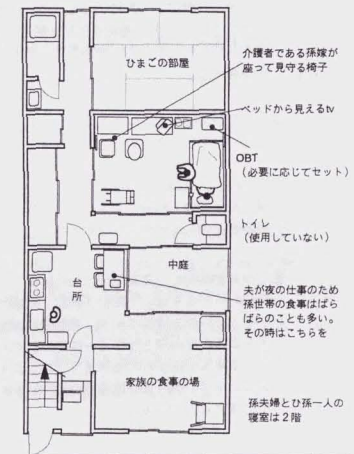 ひまごの部屋
介護者である孫嫁が
座って見守る椅子
ベッドから見えるtv
OBT
(必要に応じてセット)
トイレ
(使用していない)
中庭
台所
夫が夜の仕事のため
孫世帯の食事はばら
ばらのことも多い。
その時はこちらを
家族の食事の場
孫夫婦とひ孫一人の
寝室は2階